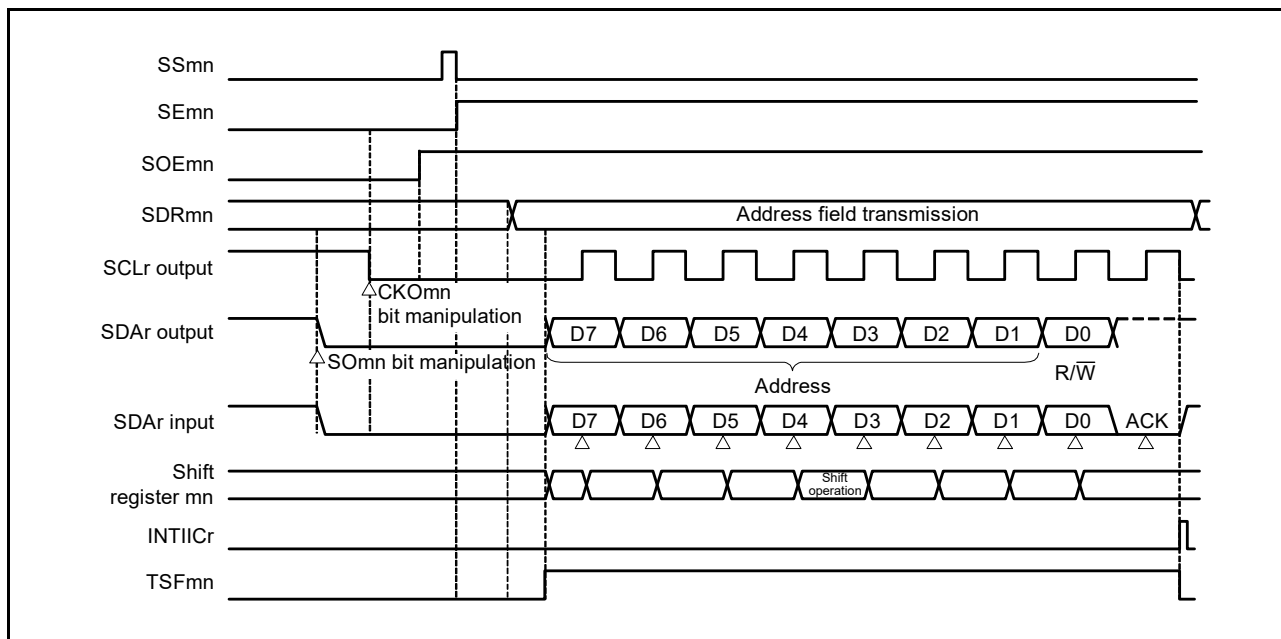 SSmn
SEmn
SOEmn
SDRmn
Address field transmission
SCLr output
CKOmn
bit manipulation
SDAr output
D7 D6 D5 D4 D3 D2 D1 D0
SOmn bit manipulation
Address
R/W̅
SDAr input
D7 D6 D5 D4 D3 D2 D1 D0 ACK
Shift
register mn
Shift
operation
INTIICr
TSFmn